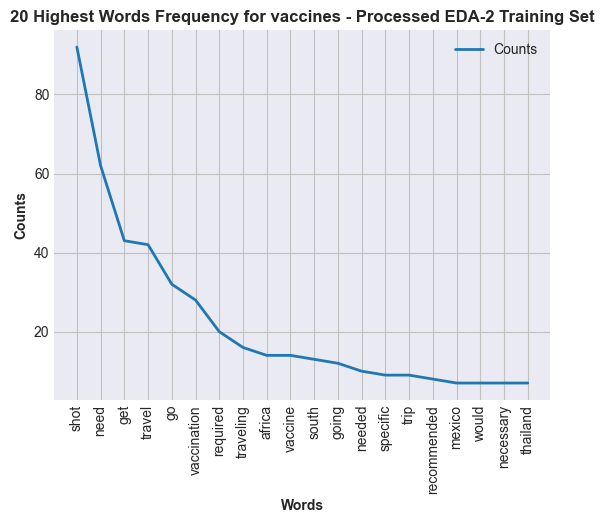 20 Highest Words Frequency for vaccines - Processed EDA-2 Training Set
Counts
Counts
80
60
40
20
shot
need
get
travel
go
vaccination
required
traveling
africa
vaccine
south
going
needed
specific
trip
recommended
mexico
would
necessary
thailand
Words